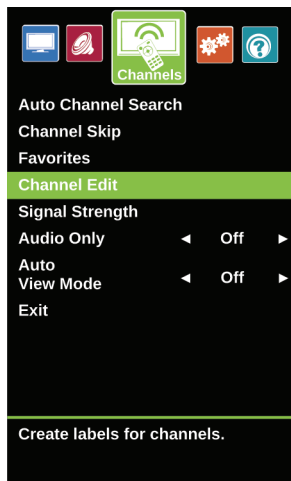 Channels
Auto Channel Search
Channel Skip
Favorites
Channel Edit
Signal Strength
Audio Only ◄ Off ►
Auto
View Mode ◄ Off ►
Exit
Create labels for channels.